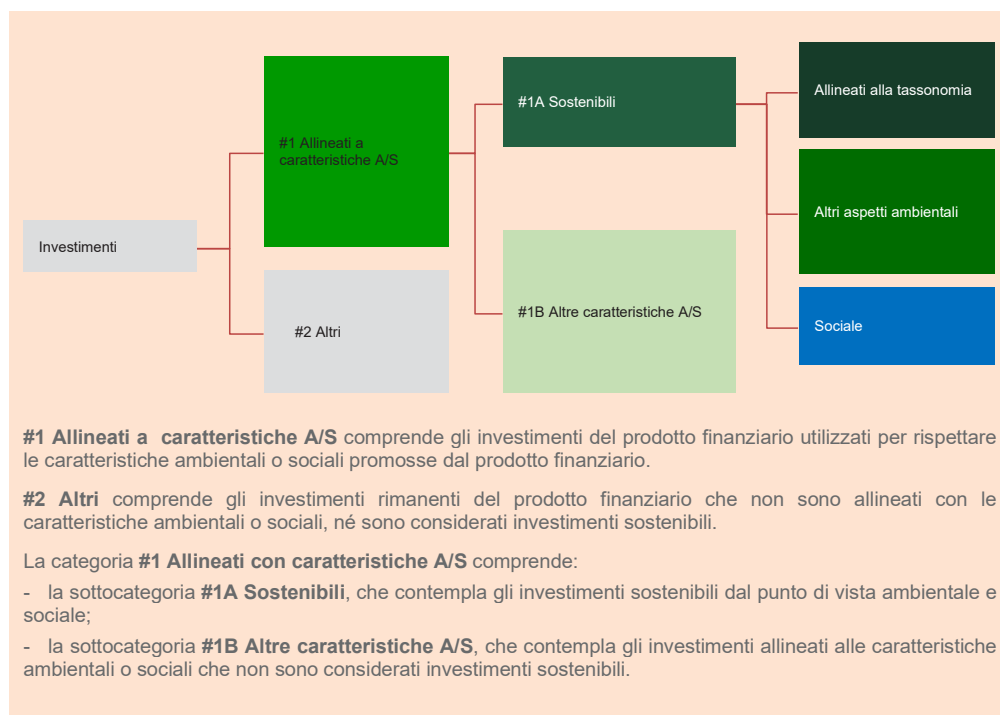 Investimenti
#1 Allineati a
caratteristiche A/S
#2 Altri
#1A Sostenibili
#1B Altre caratteristiche A/S
Allineati alla tassonomia
Altri aspetti ambientali
Sociale
#1 Allineati a caratteristiche A/S comprende gli investimenti del prodotto finanziario utilizzati per rispettare
le caratteristiche ambientali o sociali promosse dal prodotto finanziario.
#2 Altri comprende gli investimenti rimanenti del prodotto finanziario che non sono allineati con le
caratteristiche ambientali o sociali, né sono considerati investimenti sostenibili.
La categoria #1 Allineati con caratteristiche A/S comprende:
- la sottocategoria #1A Sostenibili, che contempla gli investimenti sostenibili dal punto di vista ambientale e
sociale;
- la sottocategoria #1B Altre caratteristiche A/S, che contempla gli investimenti allineati alle caratteristiche
ambientali o sociali che non sono considerati investimenti sostenibili.